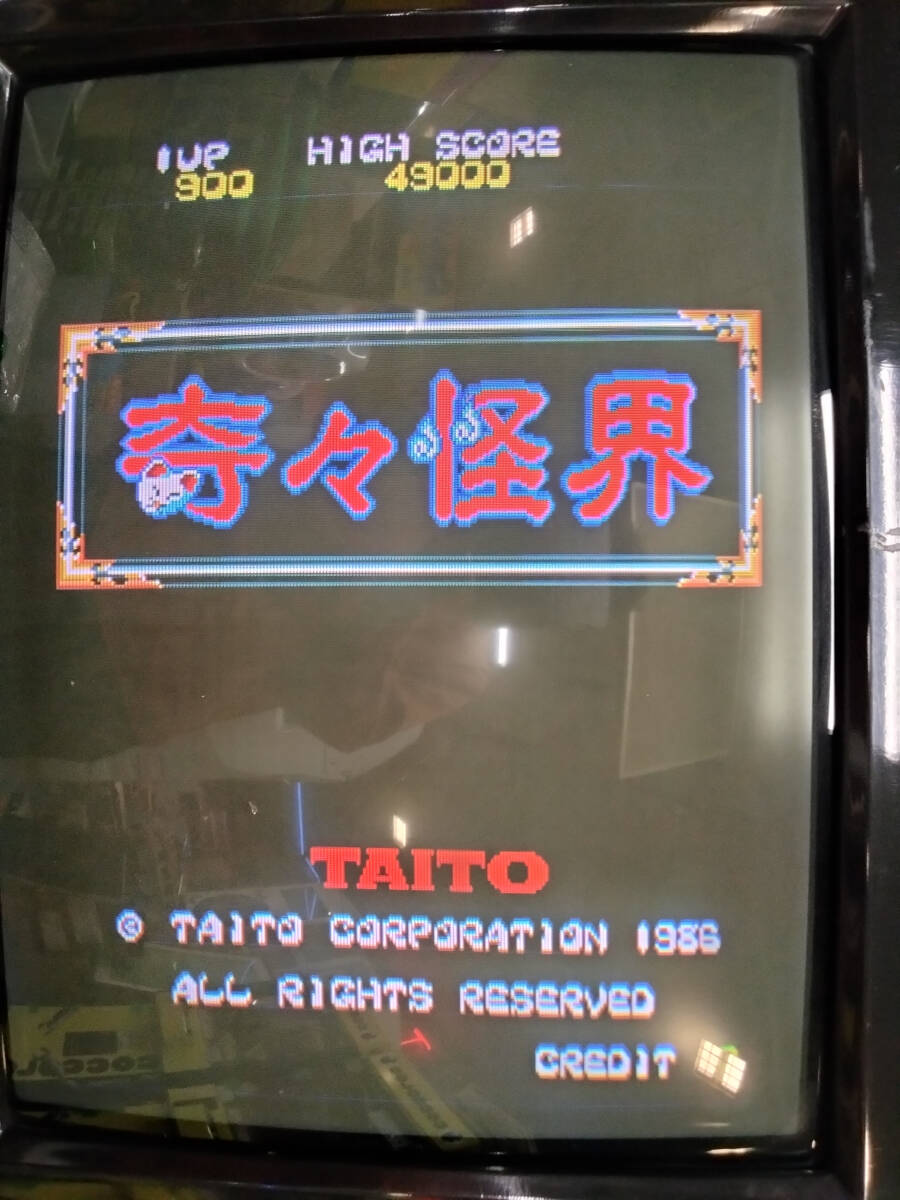 1UP HIGH SCORE
900 49000
奇々怪界
TAITO
© TAITO CORPORATION 1986
ALL RIGHTS RESERVED
CREDIT